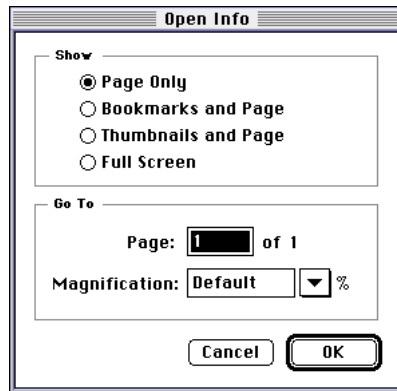 Open Info
Show
Page Only
Bookmarks and Page
Thumbnails and Page
Full Screen
Go To
Page: 1 of 1
Magnification: Default %
Cancel OK